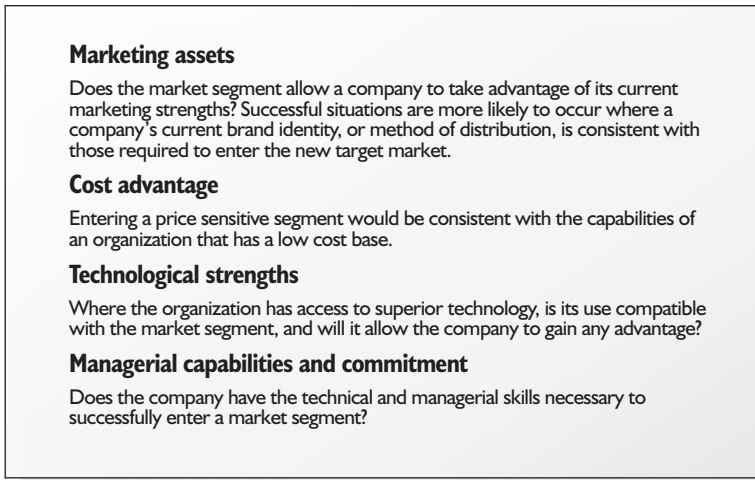 Marketing assets
Does the market segment allow a company to take advantage of its current
marketing strengths? Successful situations are more likely to occur where a
company's current brand identity, or method of distribution, is consistent with
those required to enter the new target market.
Cost advantage
Entering a price sensitive segment would be consistent with the capabilities of
an organization that has a low cost base.
Technological strengths
Where the organization has access to superior technology, is its use compatible
with the market segment, and will it allow the company to gain any advantage?
Managerial capabilities and commitment
Does the company have the technical and managerial skills necessary to
successfully enter a market segment?